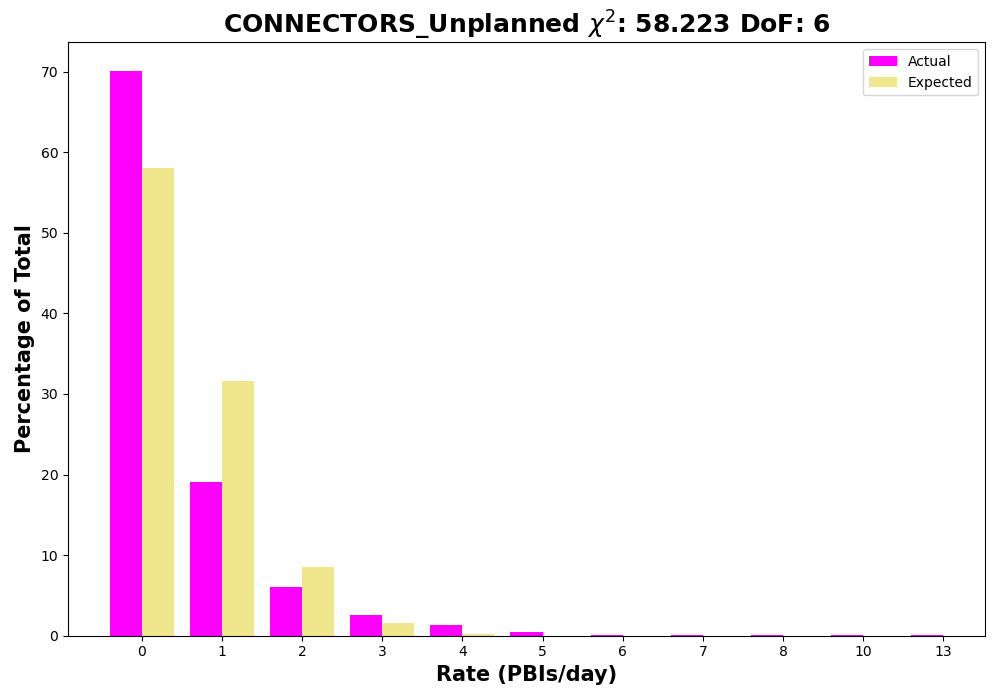 CONNECTORS_Unplanned χ²: 58.223 DoF: 6
Actual
Expected
70
60
50
40
30
20
10
0
Percentage of Total
0 1 2 3 4 5 6 7 8 10 13
Rate (PBIs/day)